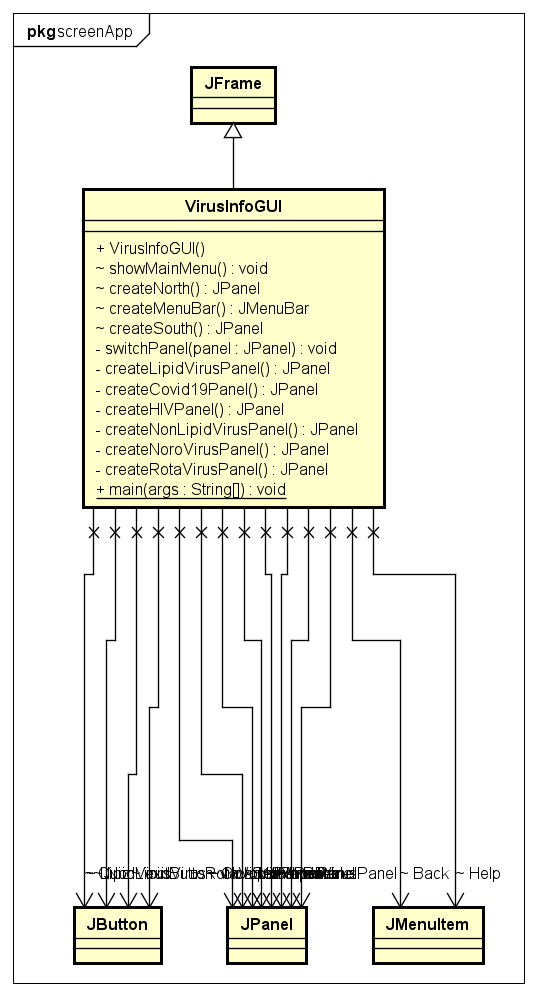 pkg screenApp
JFrame
VirusInfoGUI
+ VirusInfoGUI()
~ showMainMenu() : void
~ createNorth() : JPanel
~ createMenuBar() : JMenuBar
~ createSouth() : JPanel
- switchPanel(panel : JPanel) : void
- createLipidVirusPanel() : JPanel
- createCovid19Panel() : JPanel
- createHIVPanel() : JPanel
- createNonLipidVirusPanel() : JPanel
- createNoroVirusPanel() : JPanel
- createRotaVirusPanel() : JPanel
+ main(args : String[]) : void
~ Back ~ Help
JButton
JPanel
JMenuItem